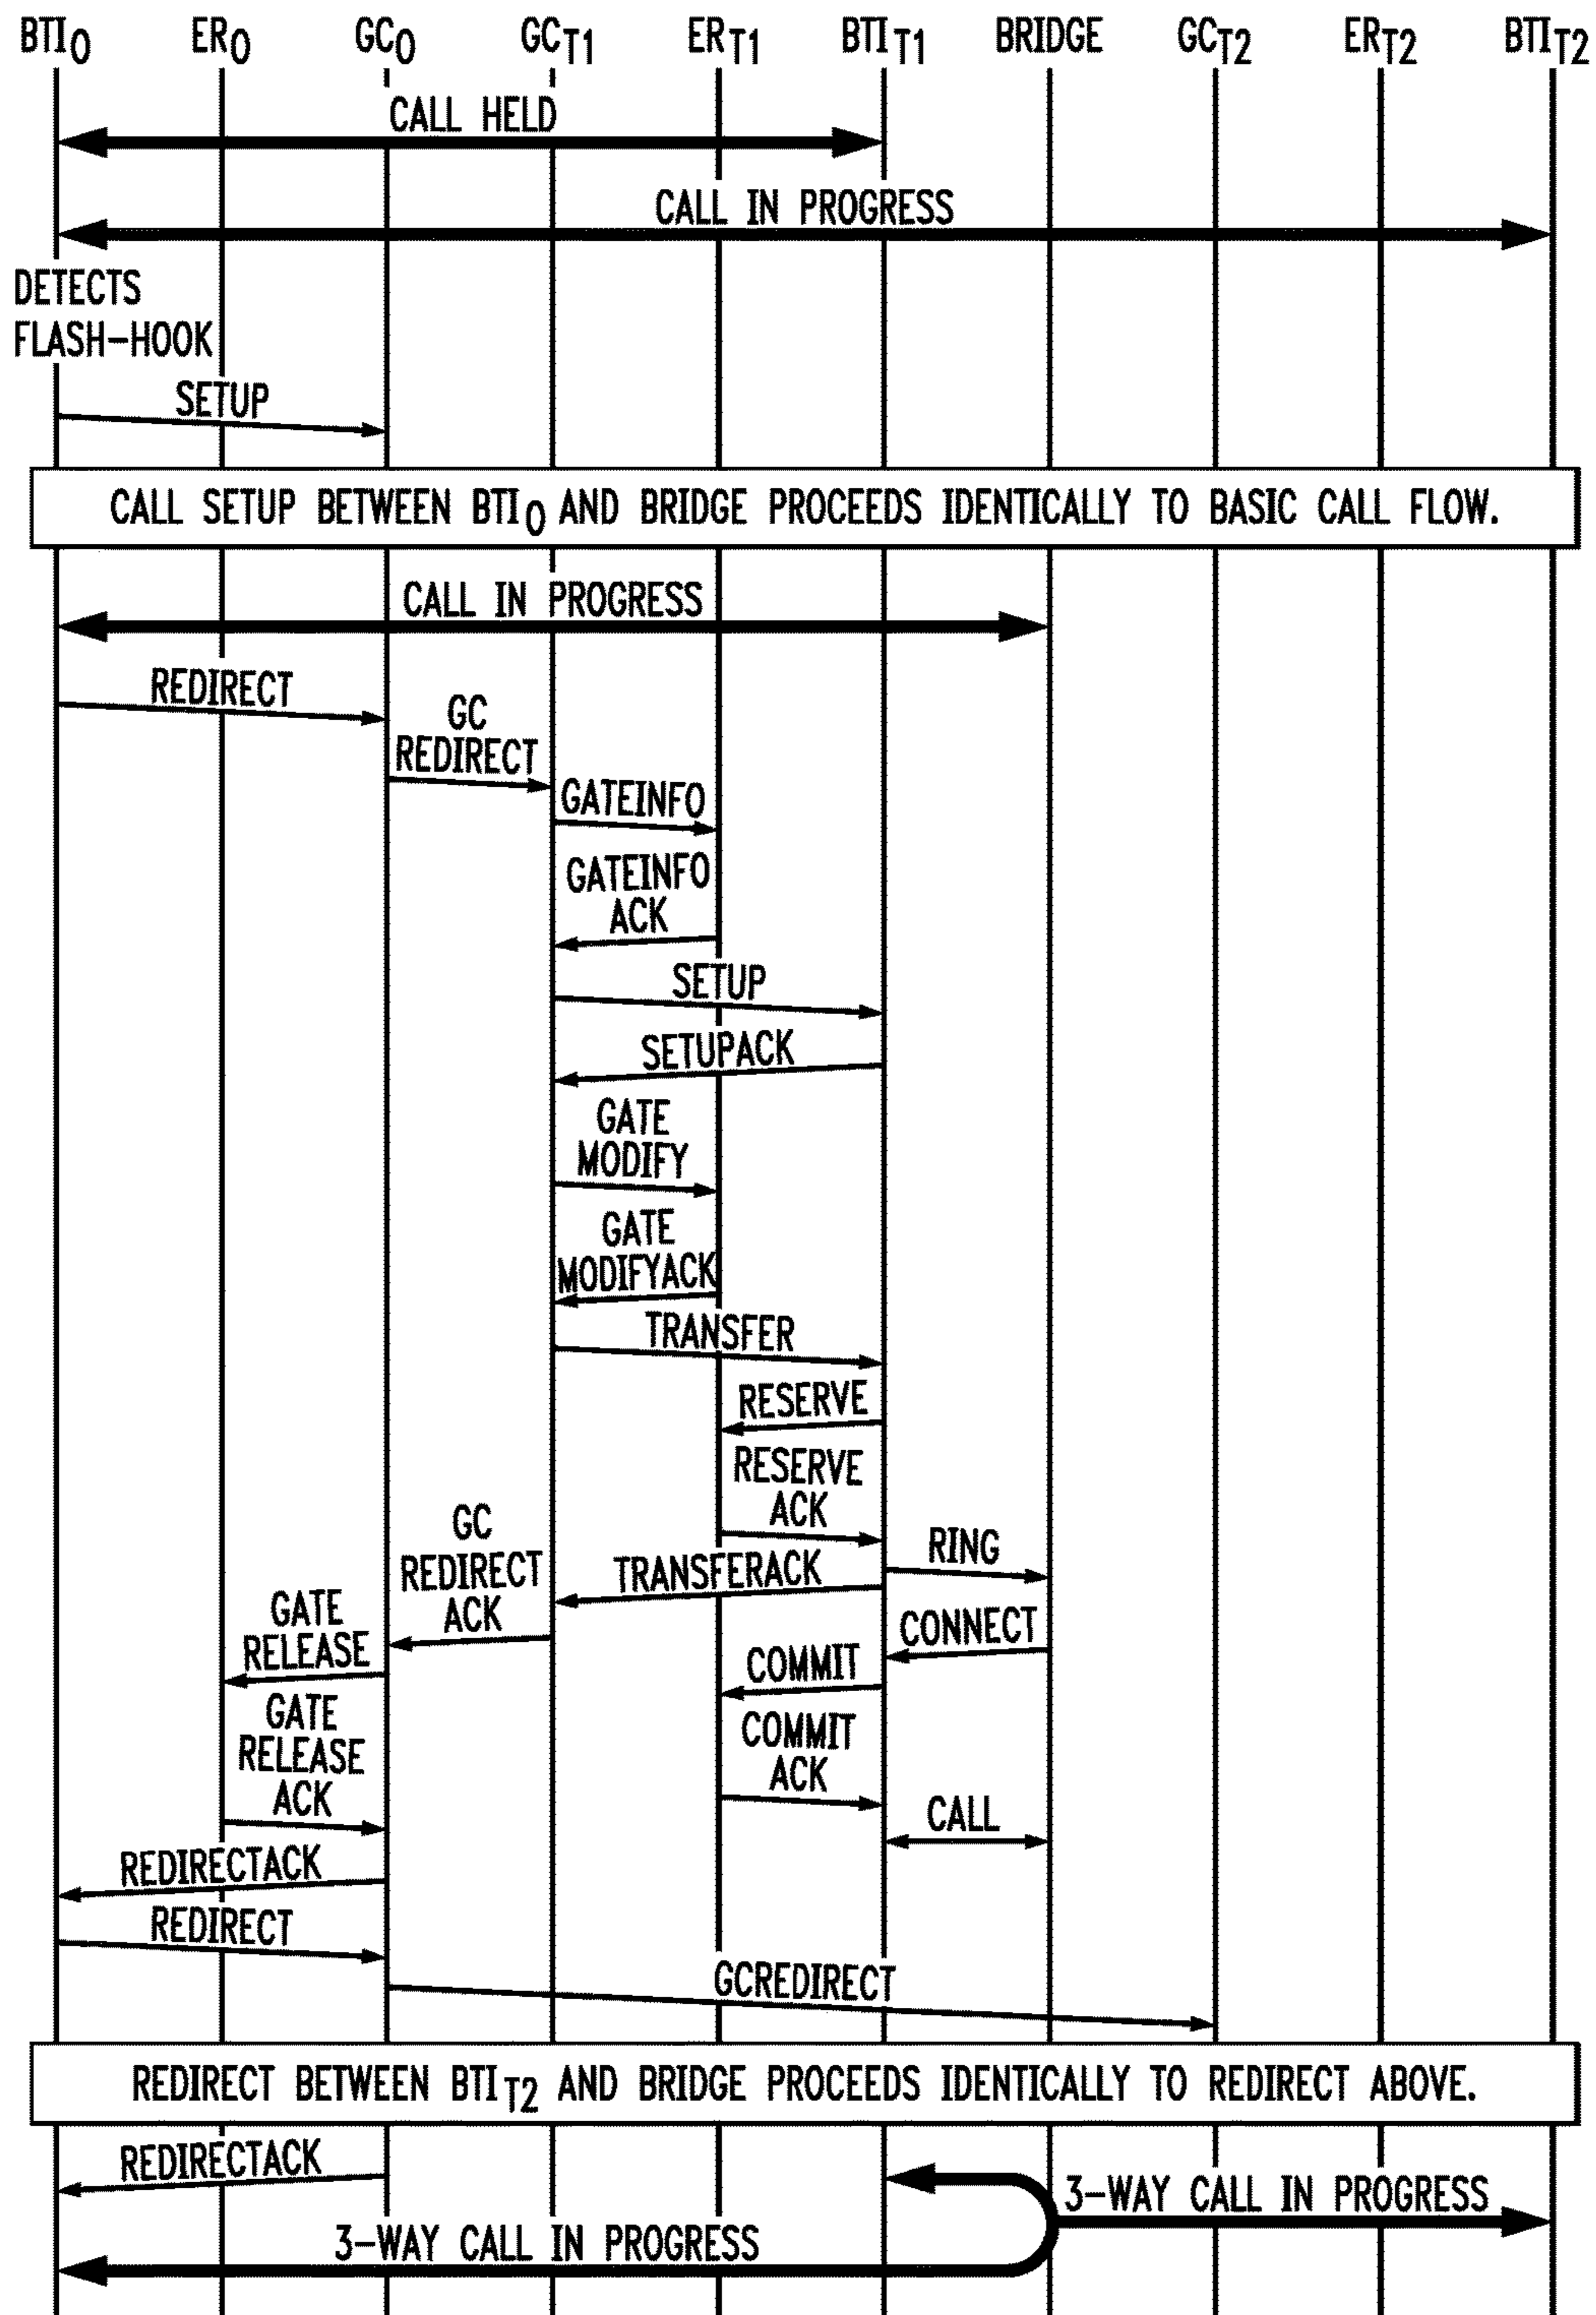 BTIO ERO GCO GCT1 ERT1 BTIT1 BRIDGE GCT2 ERT2 BTIT2
CALL HELD
CALL IN PROGRESS
DETECTS
FLASH-HOOK
SETUP
CALL SETUP BETWEEN BTIO AND BRIDGE PROCEEDS IDENTICALLY TO BASIC CALL FLOW.
CALL IN PROGRESS
REDIRECT
GC
REDIRECT
GATEINFO
GATEINFO
ACK
SETUP
SETUPACK
GATE
MODIFY
GATE
MODIFYACK
TRANSFER
RESERVE
RESERVE
ACK
RING
TRANSFERACK
GC
REDIRECT
ACK
CONNECT
GATE
RELEASE
COMMIT
GATE
RELEASE
ACK
COMMIT
ACK
CALL
REDIRECTACK
REDIRECT
GCREDIRECT
REDIRECT BETWEEN BTIT2 AND BRIDGE PROCEEDS IDENTICALLY TO REDIRECT ABOVE.
REDIRECTACK
3-WAY CALL IN PROGRESS
3-WAY CALL IN PROGRESS